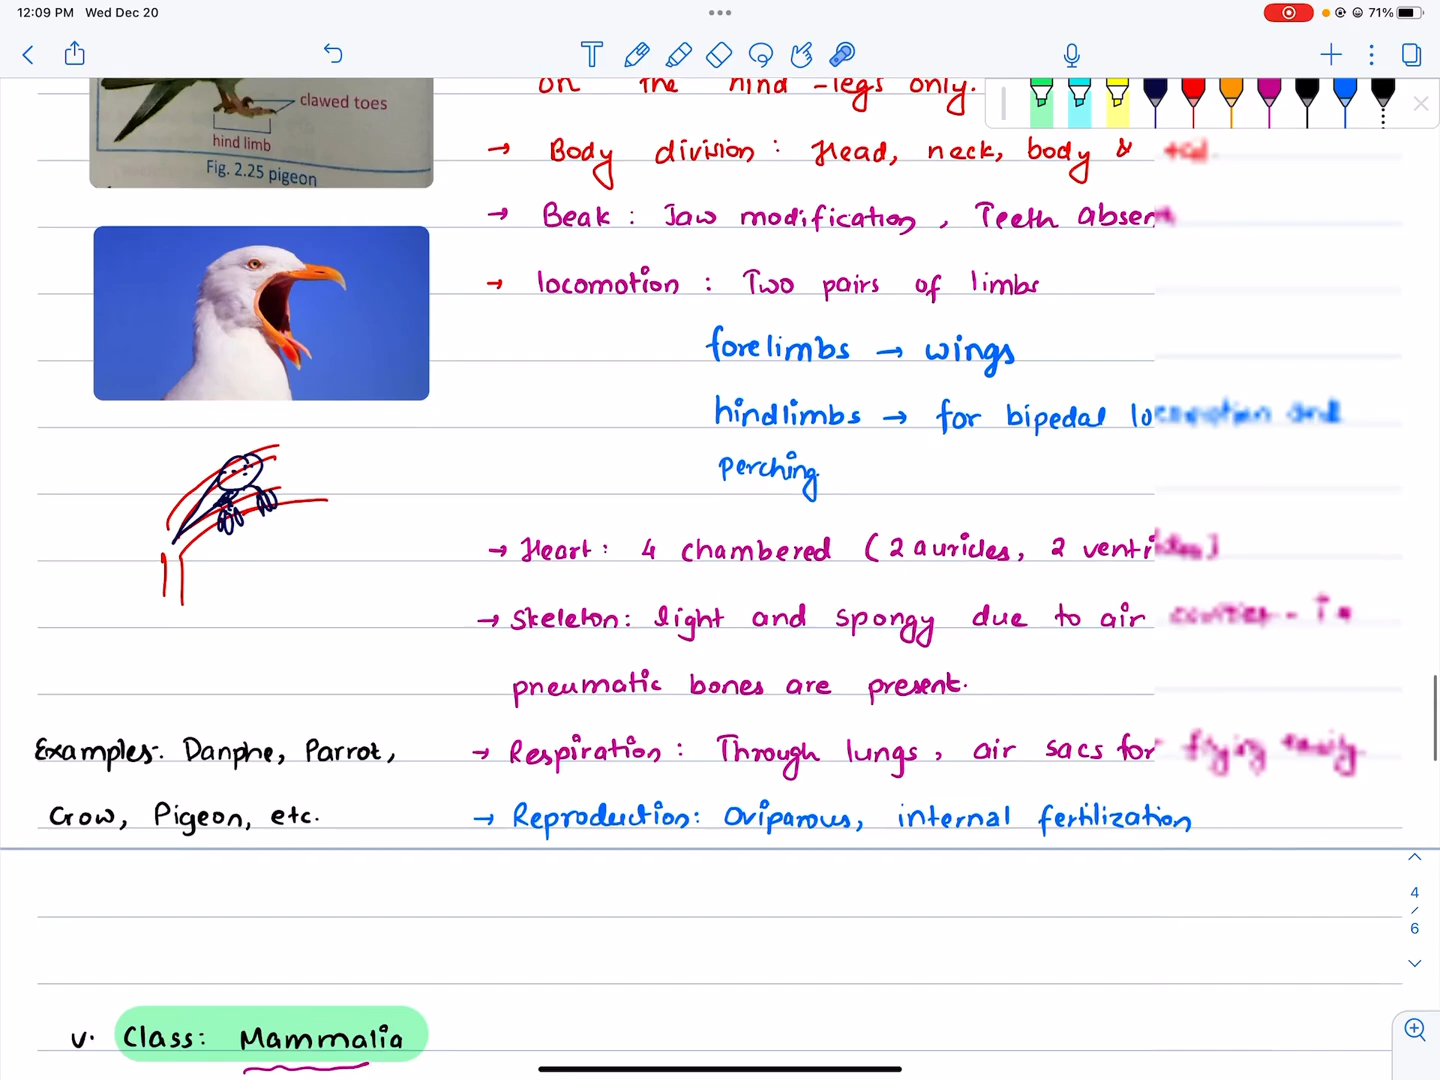 12:09 PM Wed Dec 20
71%
clawed toes
hind limb
Fig. 2.25 pigeon
on the hind -legs only.
→ Body division : Head, neck, body &
→ Beak : Jaw modification, Teeth absent
→ locomotion : Two pairs of limbs
forelimbs → wings
hindlimbs → for bipedal locomotion and
perching
→ Heart: 4 chambered (2 auricles, 2
→ Skeleton: light and spongy due to air
pneumatic bones are present.
Examples: Danphe, Parrot,
Crow, Pigeon, etc.
→ Respiration : Through lungs, air sacs for
→ Reproduction: Oviparous, internal fertilization
4
/
6
v. Class: Mammalia